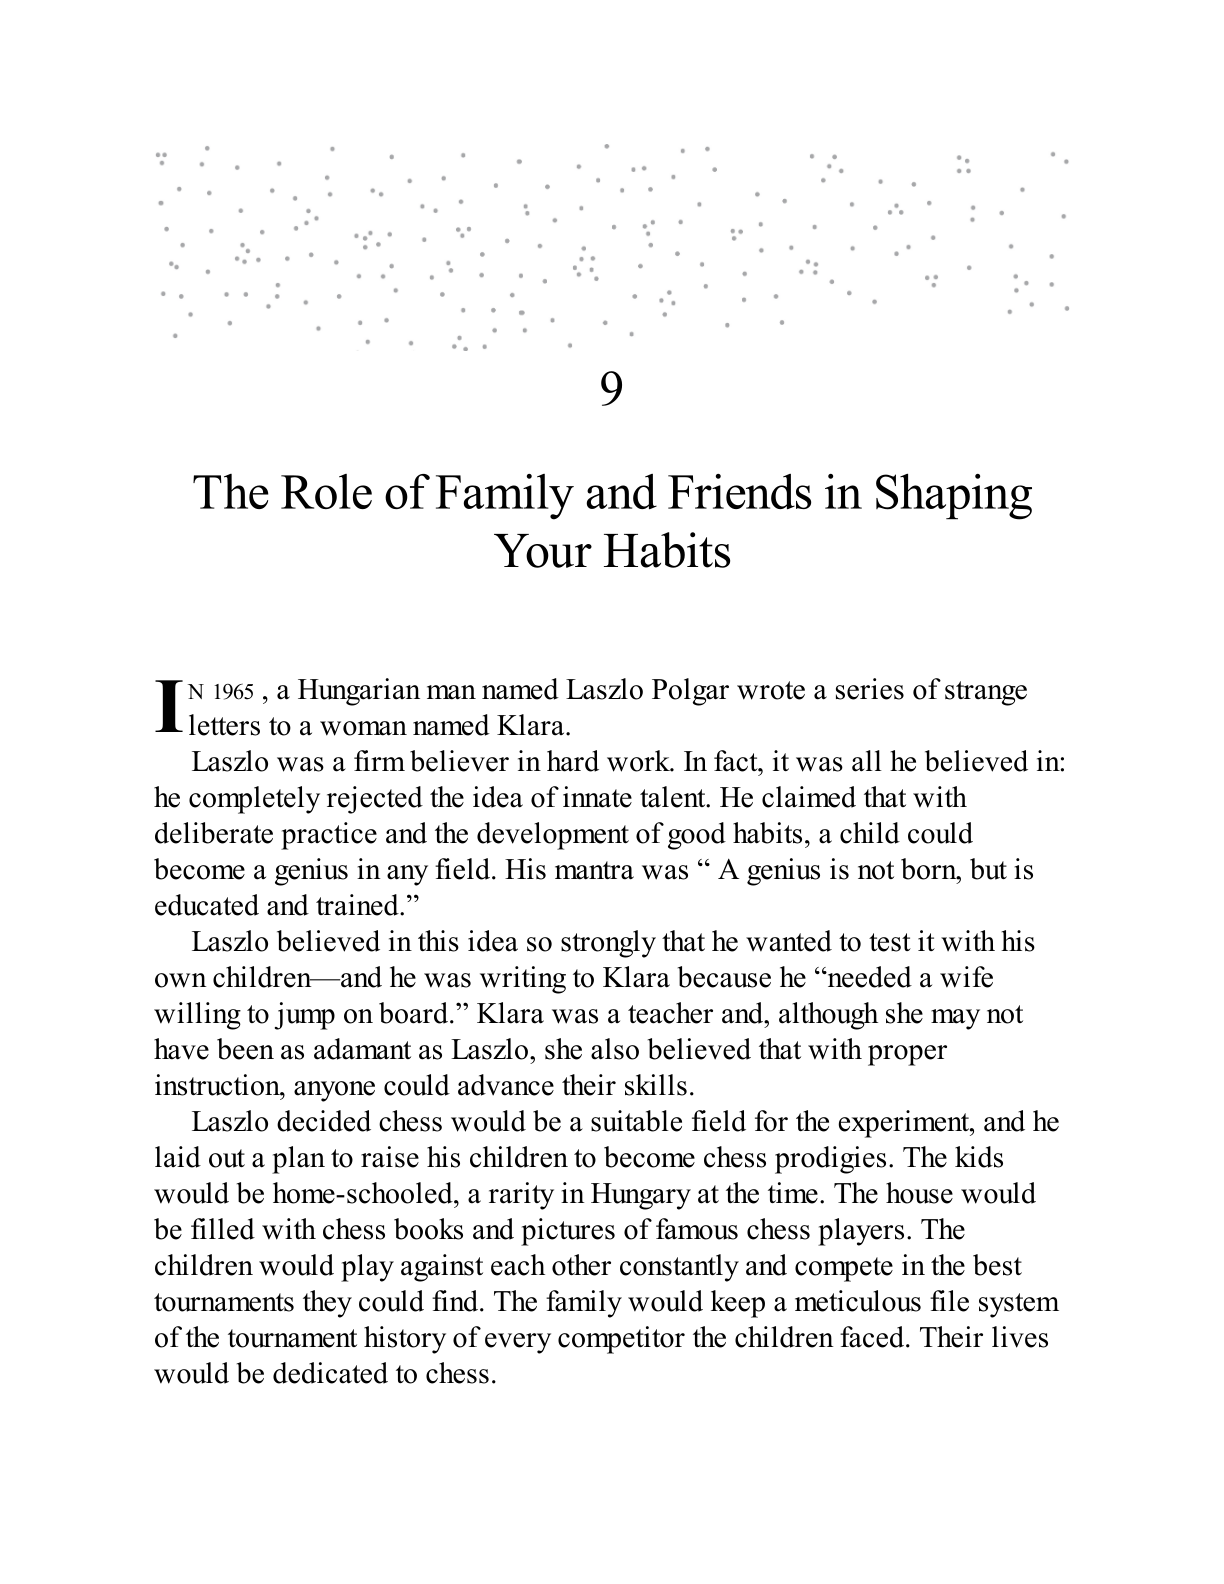 9
The Role of Family and Friends in Shaping
Your Habits
IN 1965 , a Hungarian man named Laszlo Polgar wrote a series of strange
letters to a woman named Klara.
Laszlo was a firm believer in hard work. In fact, it was all he believed in:
he completely rejected the idea of innate talent. He claimed that with
deliberate practice and the development of good habits, a child could
become a genius in any field. His mantra was “ A genius is not born, but is
educated and trained.”
Laszlo believed in this idea so strongly that he wanted to test it with his
own children—and he was writing to Klara because he “needed a wife
willing to jump on board.” Klara was a teacher and, although she may not
have been as adamant as Laszlo, she also believed that with proper
instruction, anyone could advance their skills.
Laszlo decided chess would be a suitable field for the experiment, and he
laid out a plan to raise his children to become chess prodigies. The kids
would be home-schooled, a rarity in Hungary at the time. The house would
be filled with chess books and pictures of famous chess players. The
children would play against each other constantly and compete in the best
tournaments they could find. The family would keep a meticulous file system
of the tournament history of every competitor the children faced. Their lives
would be dedicated to chess.